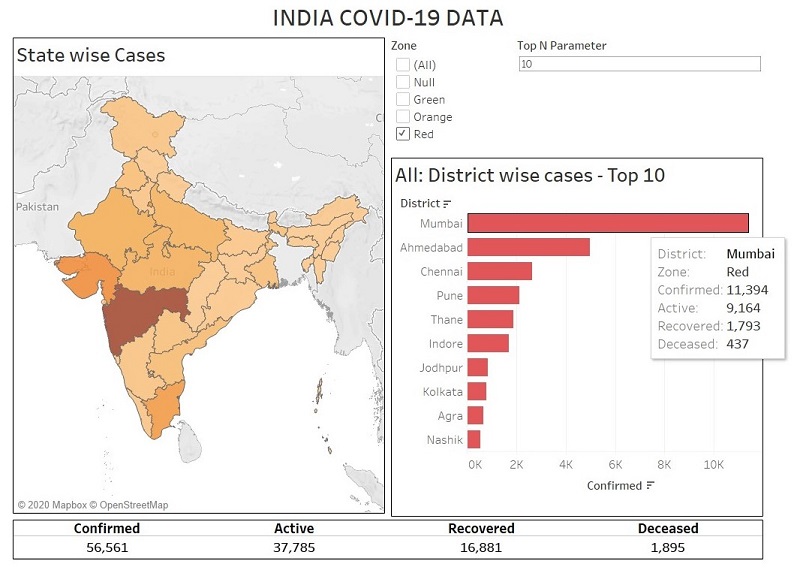 INDIA COVID-19 DATA
State wise Cases
Pakistan
India
C
© 2020 Mapbox © OpenStreetMap
Zone
(All)
Null
Green
Orange
Red
Top N Parameter
10
All: District wise cases - Top 10
District
Mumbai
Ahmedabad
Chennai
Pune
Thane
Indore
Jodhpur
Kolkata
Agra
Nashik
0K 2K 4K 6K 8K 10K
Confirmed
District: Mumbai
Zone: Red
Confirmed: 11,394
Active: 9,164
Recovered: 1,793
Deceased: 437
Confirmed Active Recovered Deceased
56,561 37,785 16,881 1,895